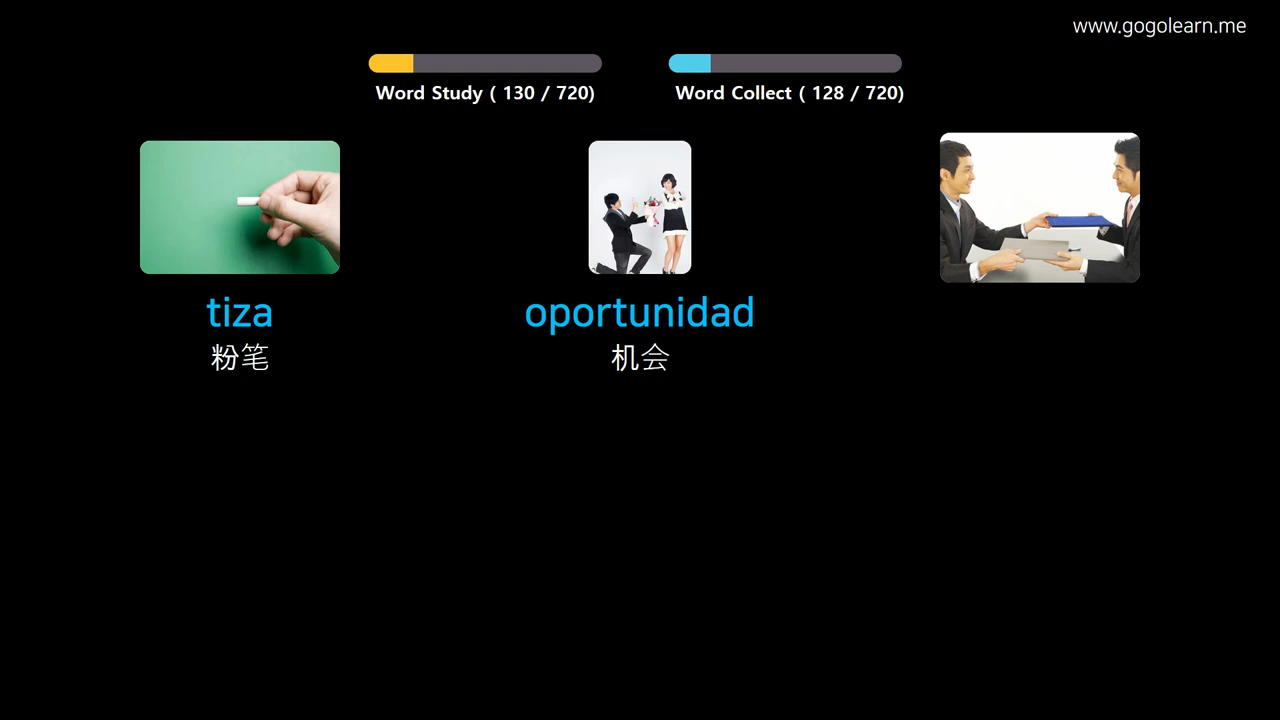 www.gogolearn.me
Word Study ( 130 / 720)
Word Collect ( 128 / 720)
tiza
粉笔
oportunidad
机会